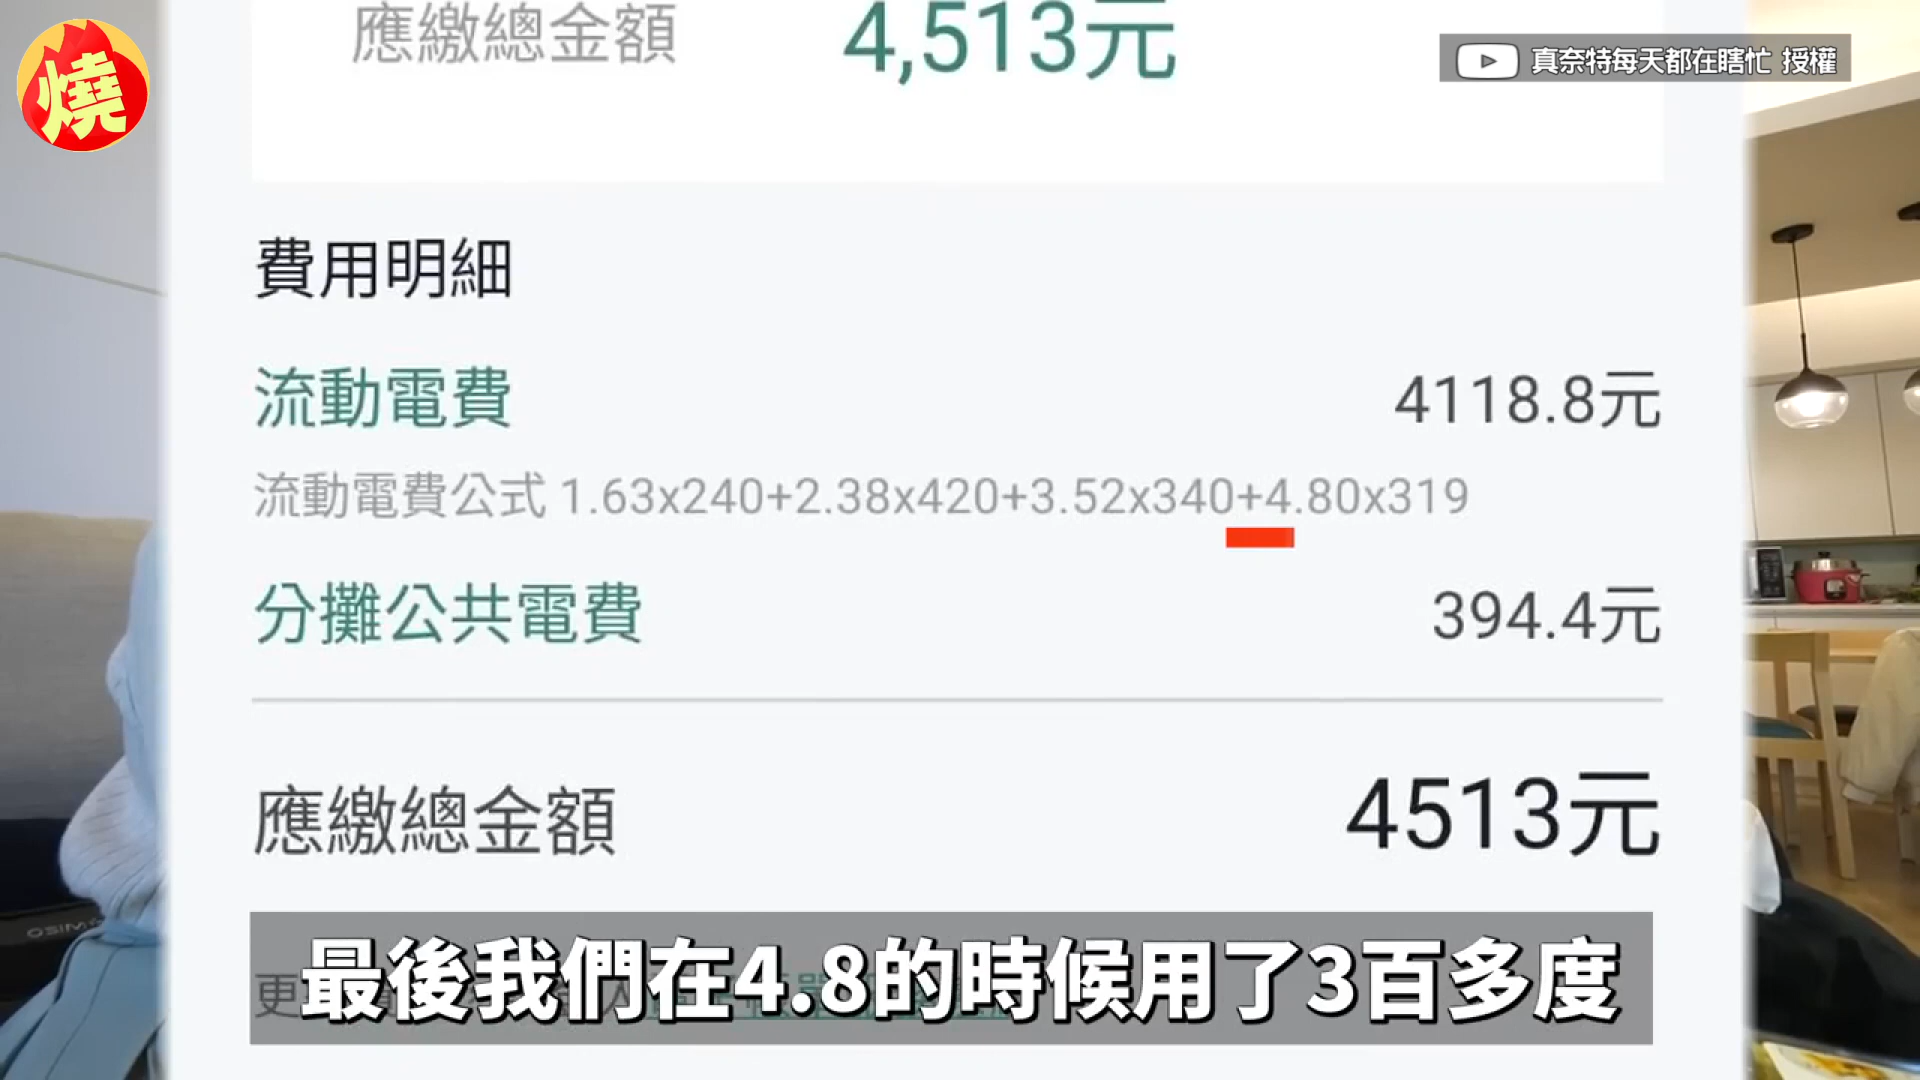 燒
應繳總金額 4,513元
真奈特每天都在瞎忙 授權
費用明細
流動電費 4118.8元
流動電費公式 1.63x240+2.38x420+3.52x340+4.80x319
分攤公共電費 394.4元
應繳總金額 4513元
最後我們在4.8的時候用了3百多度